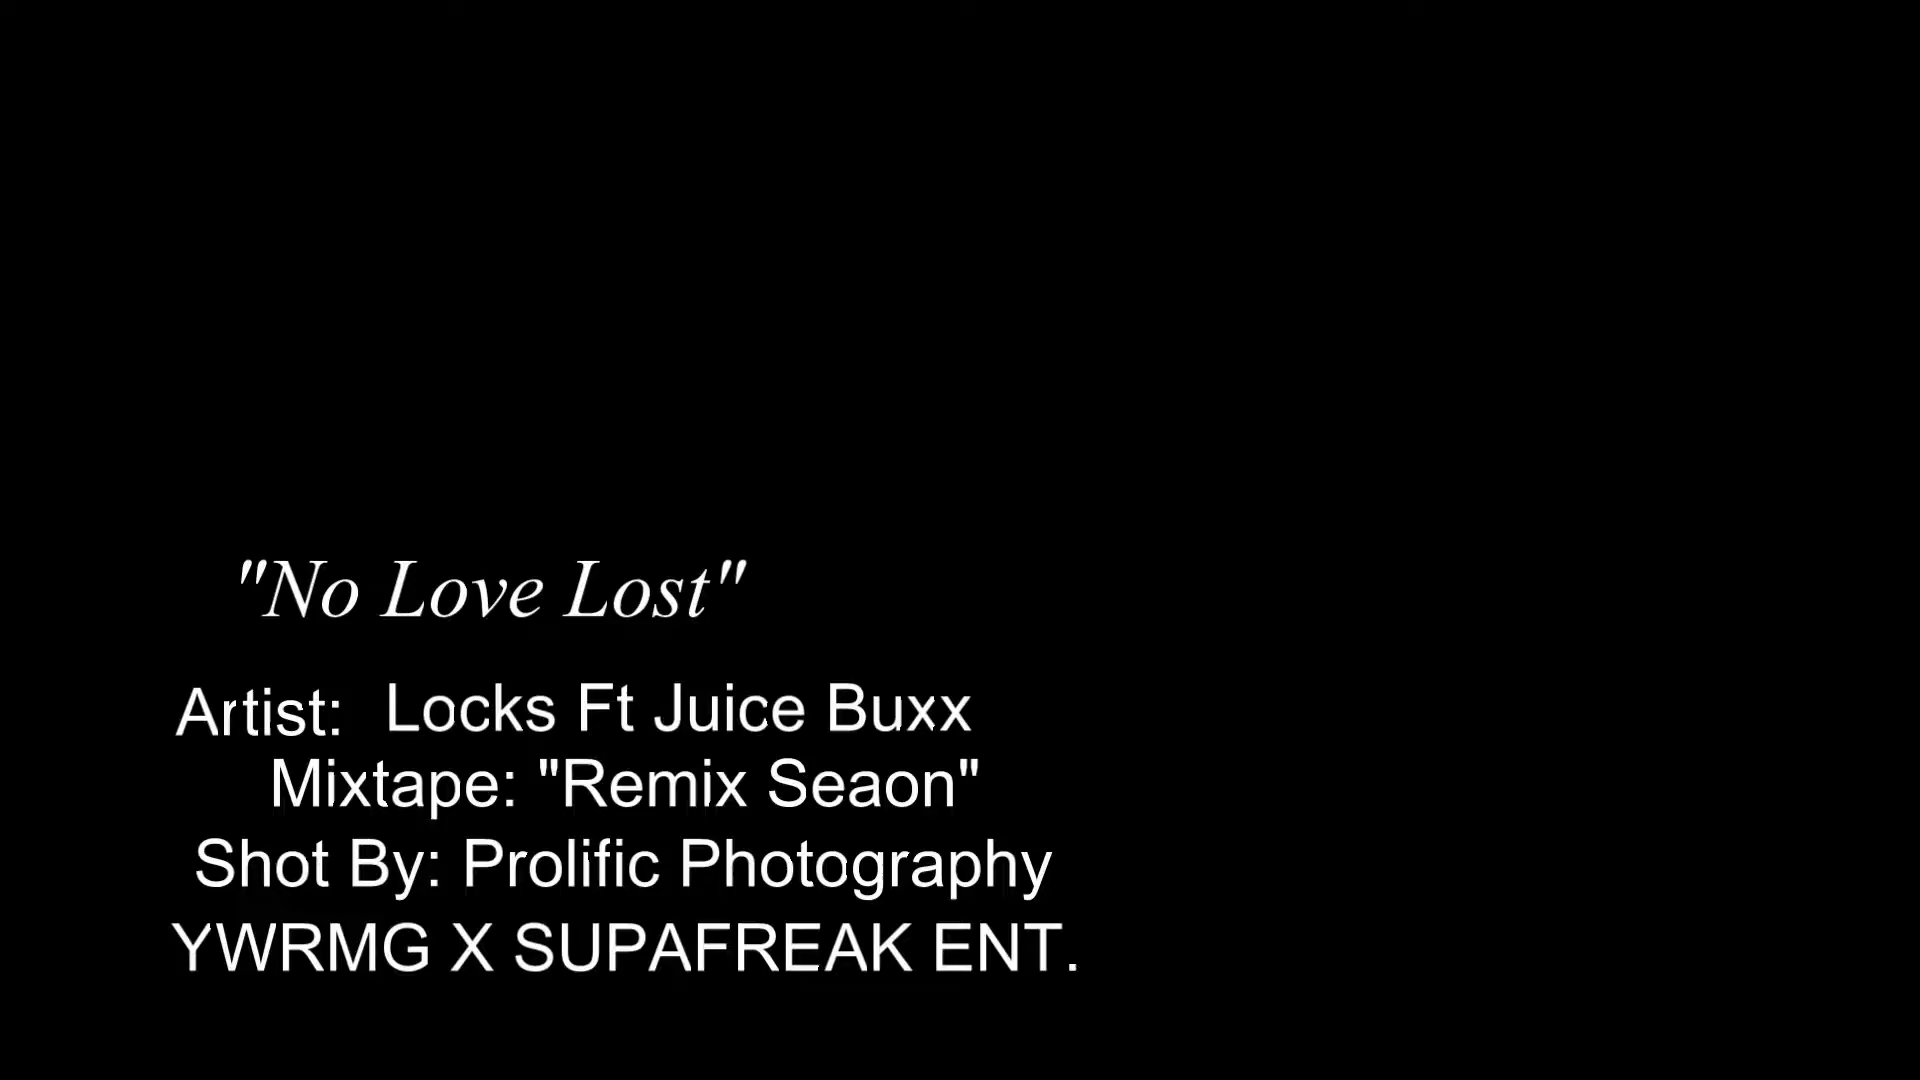 "No Love Lost"
Artist: Locks Ft Juice Buxx
Mixtape: "Remix Seaon"
Shot By: Prolific Photography
YWRMG X SUPAFREAK ENT.